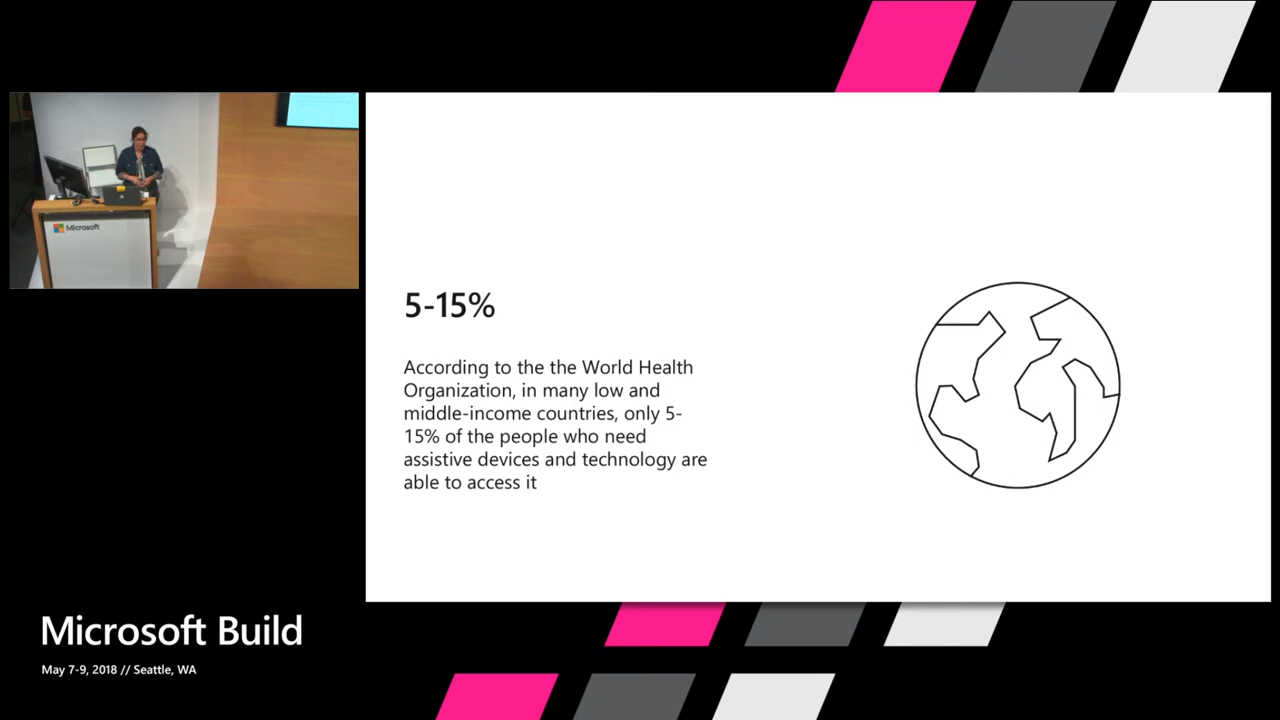 Microsoft
5-15%
According to the the World Health
Organization, in many low and
middle-income countries, only 5-
15% of the people who need
assistive devices and technology are
able to access it
Microsoft Build
May 7-9, 2018 // Seattle, WA